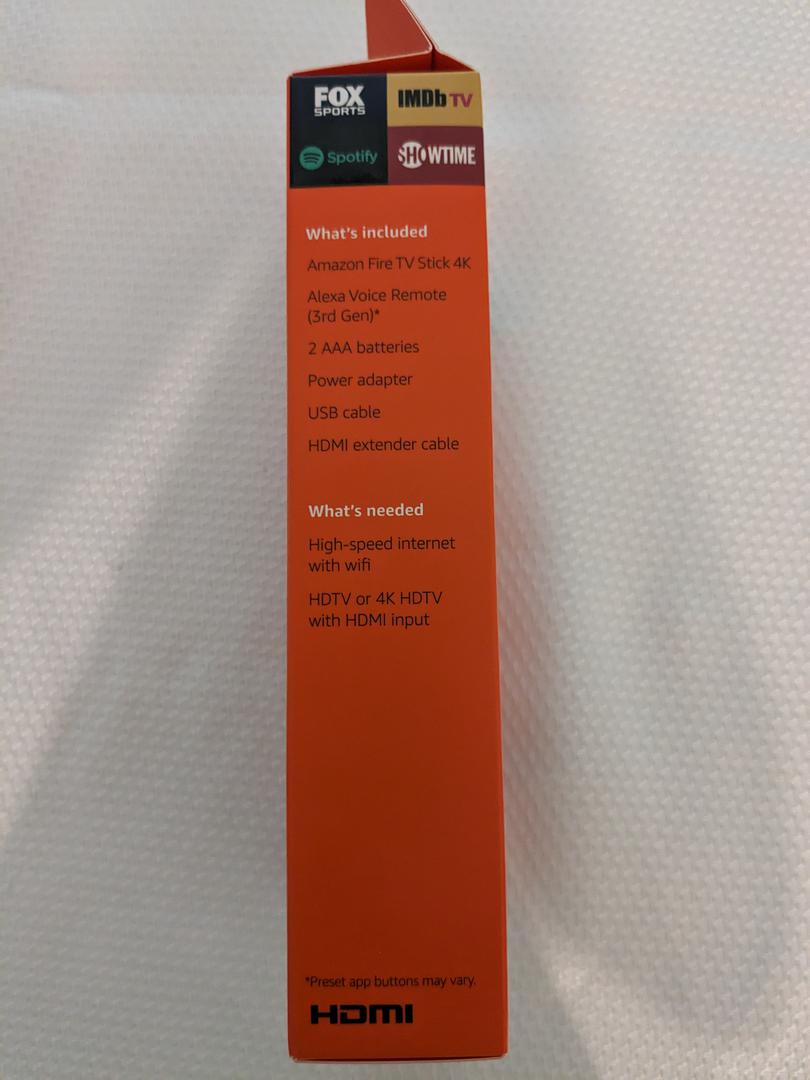 FOX
SPORTS
IMDb TV
Spotify
SHOWTIME
What's included
Amazon Fire TV Stick 4K
Alexa Voice Remote
(3rd Gen)*
2 AAA batteries
Power adapter
USB cable
HDMI extender cable
What's needed
High-speed internet
with wifi
HDTV or 4K HDTV
with HDMI input
*Preset app buttons may vary.
HDMI